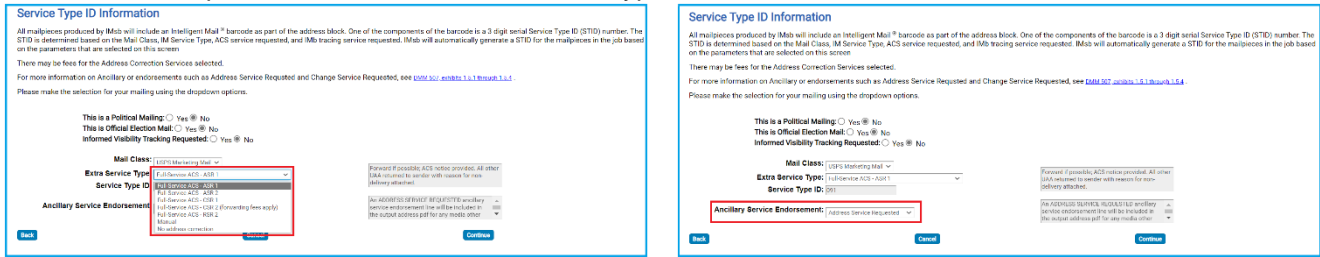 Service Type ID Information
All mailpieces produced by IMsb will include an Intelligent Mail ® barcode as part of the address block. One of the components of the barcode is a 3 digit serial Service Type ID (STID) number. The
STID is determined based on the Mail Class, IM Service Type, ACS service requested, and IMb tracing service requested. IMsb will automatically generate a STID for the mailpieces in the job based
on the parameters that are selected on this screen
There may be fees for the Address Correction Services selected.
For more information on Ancillary or endorsements such as Address Service Requsted and Change Service Requested, see DMM 507, exhibits 1.5.1 through 1.5.4 .
Please make the selection for your mailing using the dropdown options.
This is a Political Mailing: Yes No
This is Official Election Mail: Yes No
Informed Visibility Tracking Requested: Yes No
Mail Class: USPS Marketing Mail
Extra Service Type Full-Service ACS - ASR 1
Service Type ID
Full-Service ACS - ASR 1
Full-Service ACS - ASR 2
Full-Service ACS - CSR 1
Full-Service ACS - CSR 2 (forwarding fees apply)
Full-Service ACS - RSR 2
Manual
No address correction
Ancillary Service Endorsement
Forward if possible; ACS notice provided. All other
UAA returned to sender with reason for non-
delivery attached
An ADDRESS SERVICE REQUESTED ancillary
service endorsement line will be included in
the output address pdf for any media other
Back
Continue
Service Type ID Information
All mailpieces produced by IMsb will include an Intelligent Mail ® barcode as part of the address block. One of the components of the barcode is a 3 digit serial Service Type ID (STID) number. The
STID is determined based on the Mail Class, IM Service Type, ACS service requested, and IMb tracing service requested. IMsb will automatically generate a STID for the mailpieces in the job based
on the parameters that are selected on this screen
There may be fees for the Address Correction Services selected.
For more information on Ancillary or endorsements such as Address Service Requsted and Change Service Requested, see DMM 507, exhibits 1.5.1 through 1.5.4 .
Please make the selection for your mailing using the dropdown options.
This is a Political Mailing: Yes No
This is Official Election Mail: Yes No
Informed Visibility Tracking Requested: Yes No
Mail Class: USPS Marketing Mail
Extra Service Type: Full-Service ACS - ASR 1
Service Type ID: 091
Ancillary Service Endorsement: Address Service Requested
Forward if possible; ACS notice provided. All other
UAA returned to sender with reason for non-
delivery attached.
An ADDRESS SERVICE REQUESTED ancillary
service endorsement line will be included in
the output address pdf for any media other
Back
Cancel
Continue